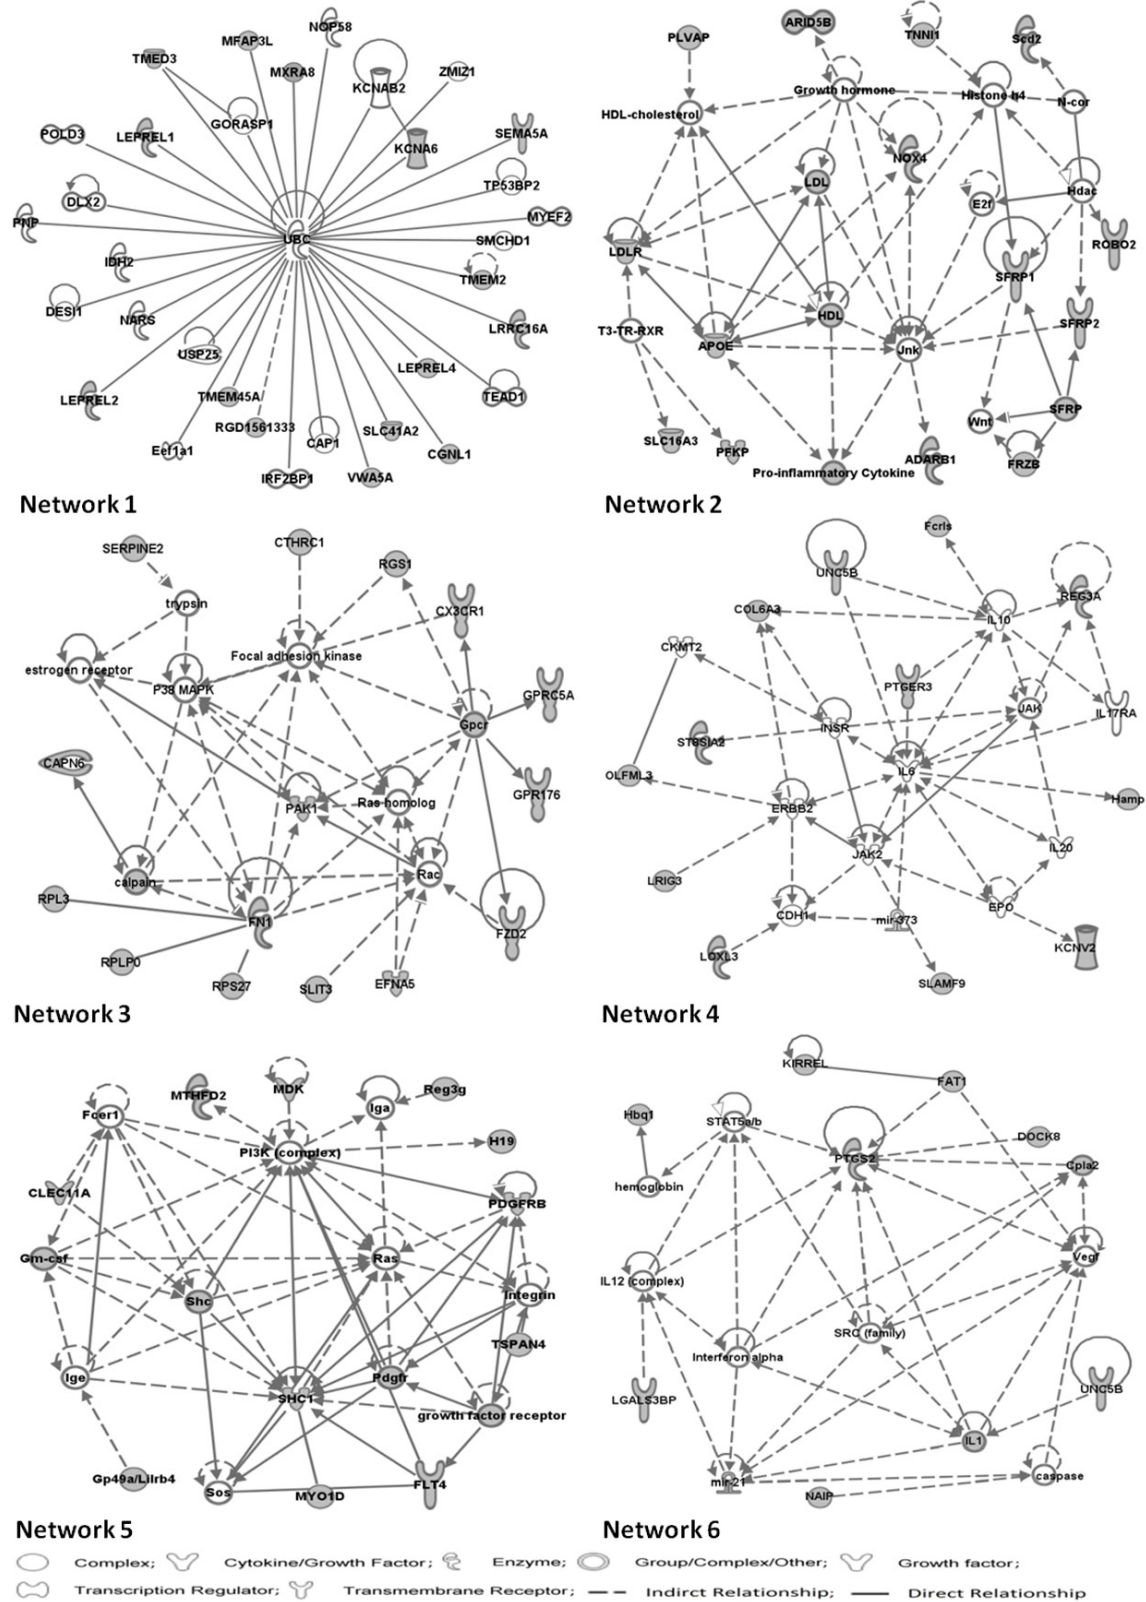 NOP58
MFAP3L
TMED3
MXRA8
KCNAB2
ZMIZ1
GORASP1
POLD3
LEPREL1
KCNA6
SEMA5A
TP53BP2
DLX2
MYEF2
PNP
UBC
SMCHD1
IDH2
TMEM2
DESI1
NARS
LRRC16A
USP25
LEPREL4
LEPREL2
TMEM45A
TEAD1
RGD1561333
Eef1a1
CAP1
SLC41A2
CGNL1
IRF2BP1
VWA5A
Network 1
ARID5B
PLVAP
TNNI1
Scd2
Growth hormone
Histone h4
N-cor
HDL-cholesterol
NOX4
LDL
E2f
Hdac
ROBO2
LDLR
SFRP1
HDL
T3-TR-RXR
SFRP2
APOE
Jnk
SFRP
Wnt
SLC16A3
PFKP
ADARB1
FRZB
Pro-inflammatory Cytokine
Network 2
SERPINE2
CTHRC1
RGS1
trypsin
CX3CR1
estrogen receptor
Focal adhesion kinase
P38 MAPK
GPRC5A
Gpcr
CAPN6
PAK1
Ras homolog
GPR176
calpain
Rac
RPL3
FN1
FZD2
RPLP0
RPS27
SLIT3
EFNA5
Network 3
Fcrls
UNC5B
COL6A3
IL10
REG3A
CKMT2
PTGER3
JAK
IL17RA
INSR
ST8SIA2
OLFML3
IL6
Hamp
ERBB2
JAK2
IL20
LRIG3
CDH1
mir-373
EPO
LOXL3
KCNV2
SLAMF9
Network 4
MTHFD2
MDK
Reg3g
Fcer1
Iga
PI3K (complex)
H19
CLEC11A
PDGFRB
Gm-csf
Ras
Shc
Integrin
TSPAN4
Ige
SHC1
Pdgfr
growth factor receptor
Gp49a/Lilrb4
Sos
MYO1D
FLT4
Network 5
KIRREL
FAT1
Hbq1
STAT5a/b
DOCK8
PTGS2
Cpla2
hemoglobin
Vegf
IL12 (complex)
SRC (family)
Interferon alpha
LGALS3BP
UNC5B
IL1
mir-21
caspase
NAIP
Network 6
Complex; Cytokine/Growth Factor; Enzyme; Group/Complex/Other; Growth factor;
Transcription Regulator; Transmembrane Receptor; Indirct Relationship; Direct Relationship